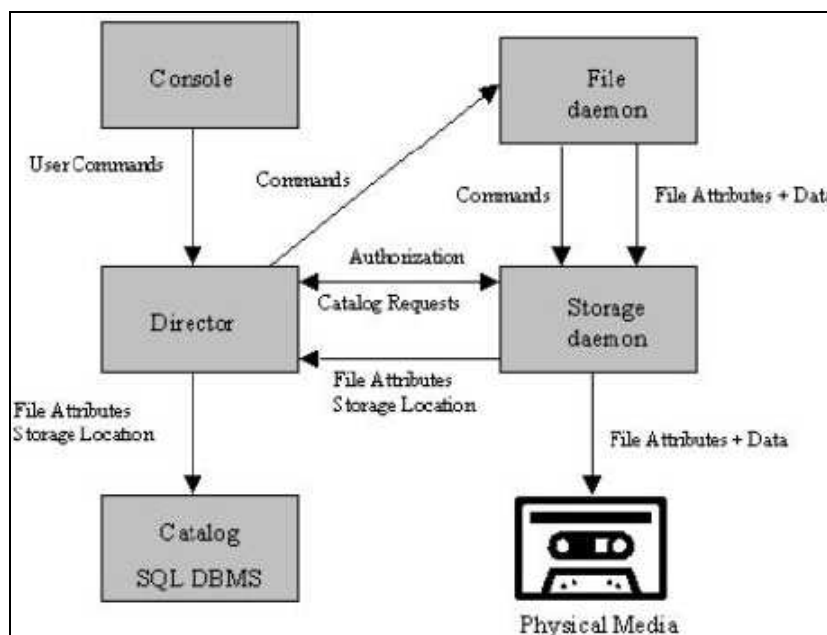 Console
File
daemon
User Commands
Commands
Commands
File Attributes + Data
Authorization
Catalog Requests
Director
Storage
daemon
File Attributes
Storage Location
File Attributes
Storage Location
File Attributes + Data
Catalog
SQL DBMS
Physical Media